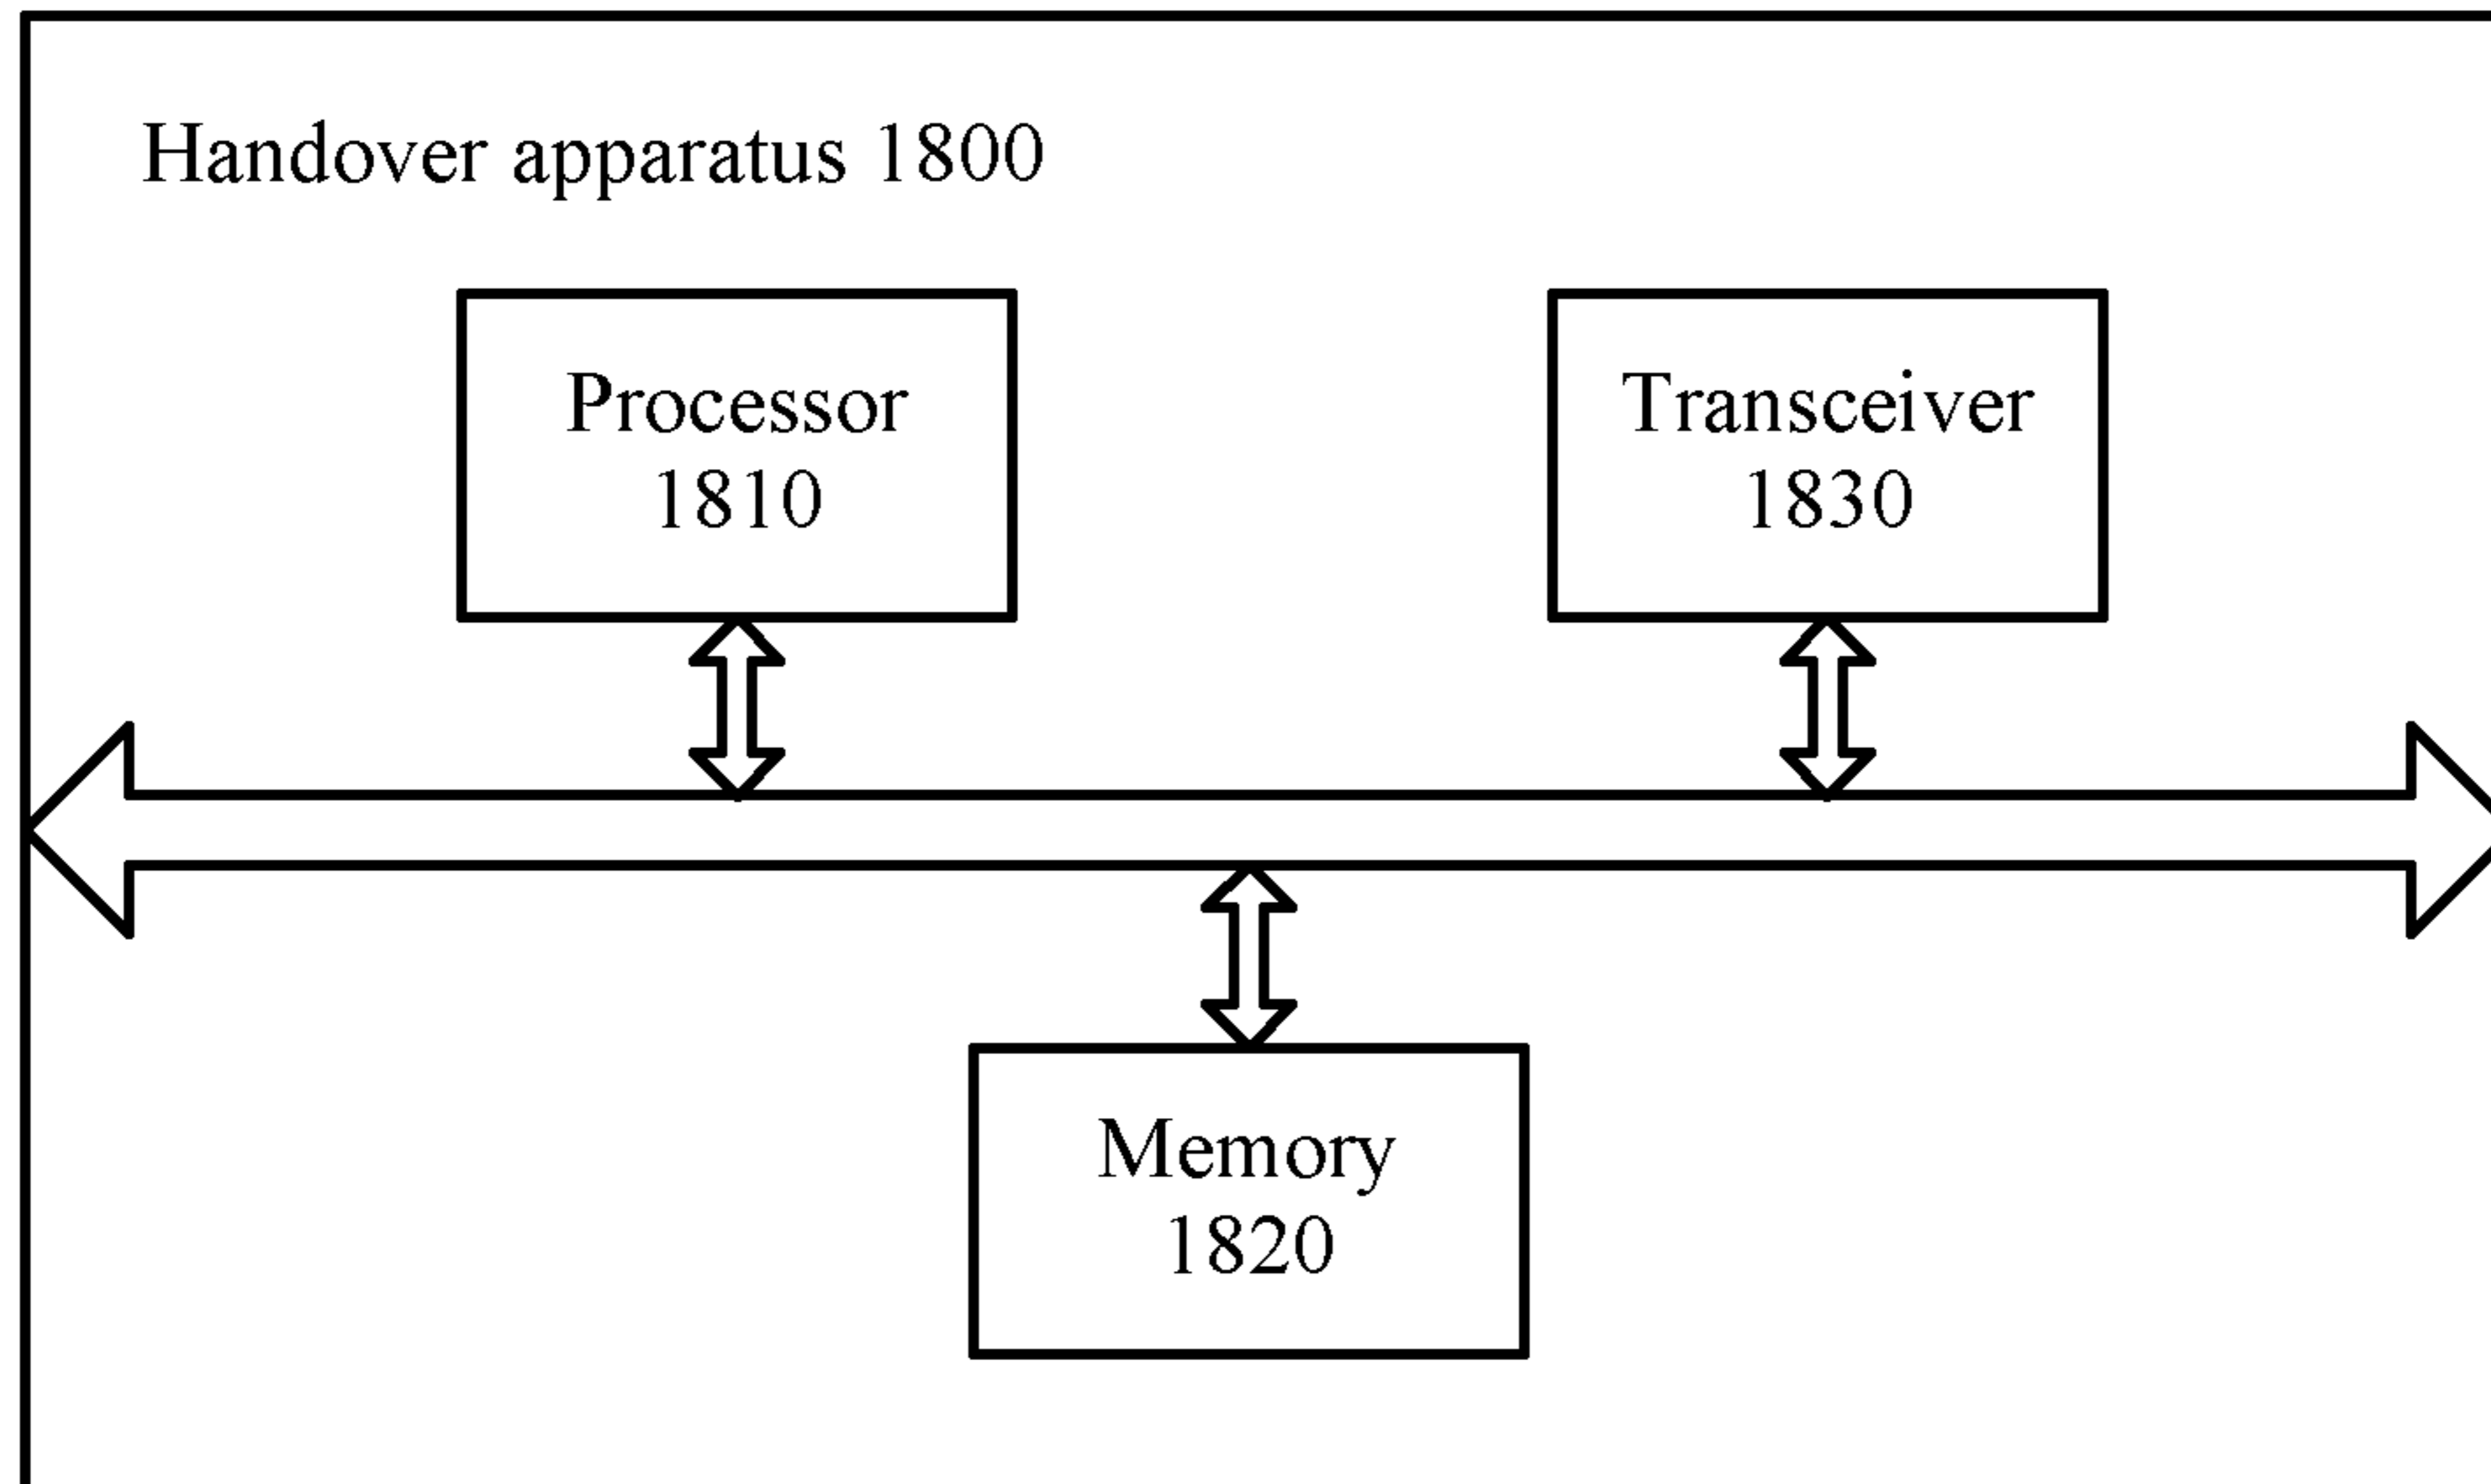 Handover apparatus 1800
Processor
1810
Transceiver
1830
Memory
1820